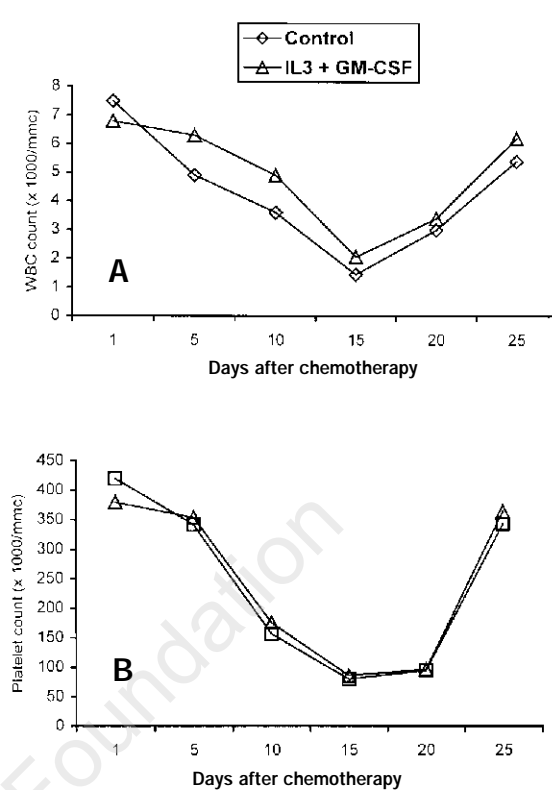 Control
IL3 + GM-CSF
WBC count (x 1000/mmc)
8
7
6
5
4
3
2
1
0
A
1 5 10 15 20 25
Days after chemotherapy
Platelet count (x 1000/mmc)
450
400
350
300
250
200
150
100
50
0
B
1 5 10 15 20 25
Days after chemotherapy
Foundation